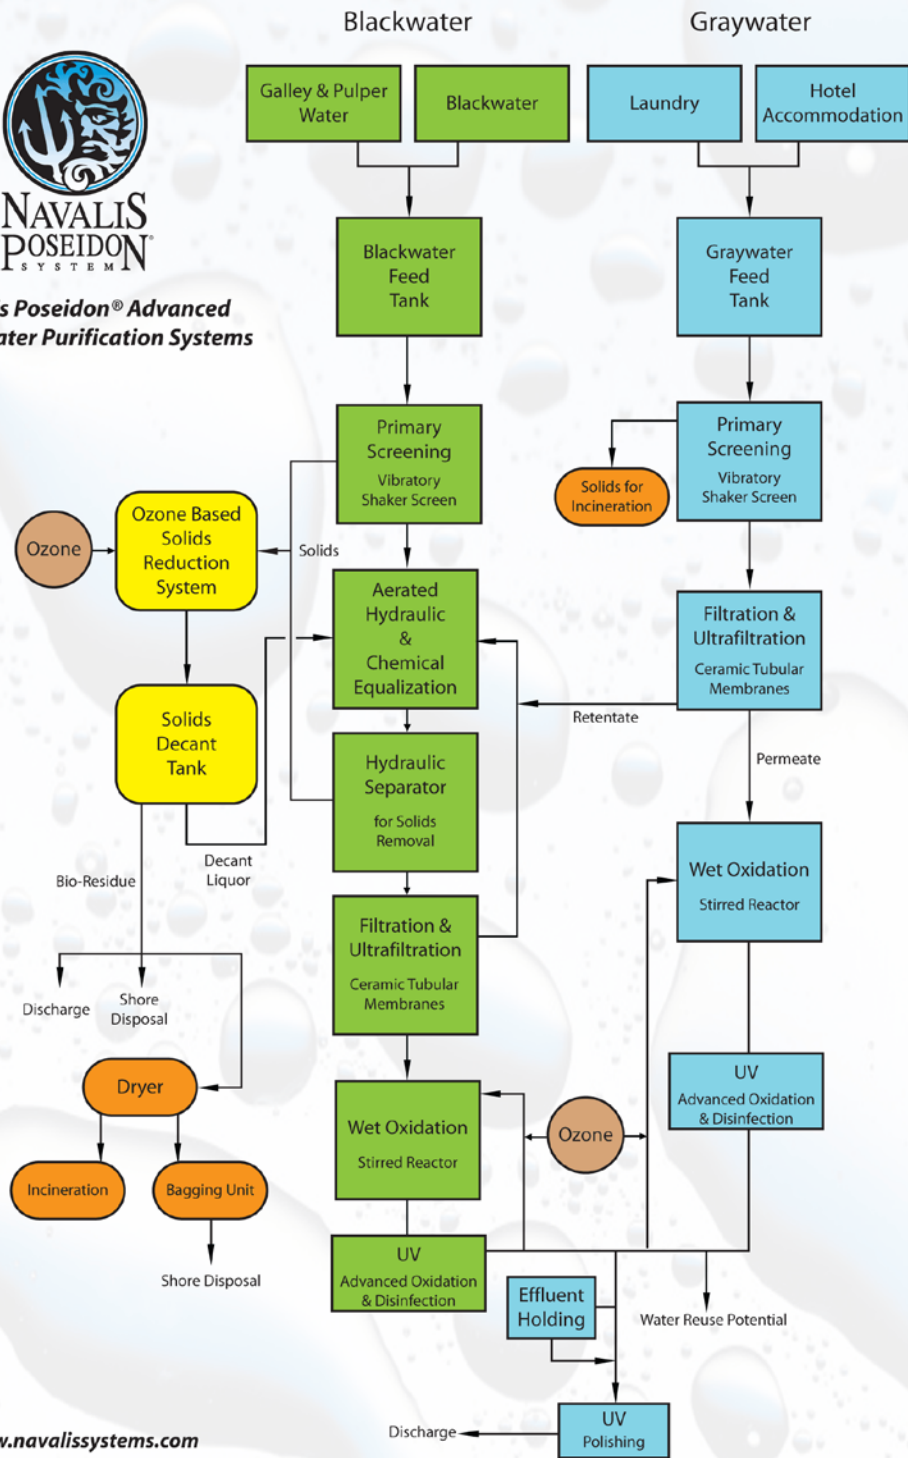 Blackwater
Graywater
Galley & Pulper
Water
Blackwater
Laundry
Hotel
Accommodation
NAVALIS
POSEIDON®
SYSTEM
s Poseidon® Advanced
ater Purification Systems
Blackwater
Feed
Tank
Graywater
Feed
Tank
Primary
Screening
Vibratory
Shaker Screen
Primary
Screening
Vibratory
Shaker Screen
Solids for
Incineration
Ozone
Ozone Based
Solids
Reduction
System
Solids
Aerated
Hydraulic
&
Chemical
Equalization
Filtration &
Ultrafiltration
Ceramic Tubular
Membranes
Retentate
Permeate
Solids
Decant
Tank
Hydraulic
Separator
for Solids
Removal
Decant
Liquor
Bio-Residue
Wet Oxidation
Stirred Reactor
Filtration &
Ultrafiltration
Ceramic Tubular
Membranes
Discharge
Shore
Disposal
Dryer
UV
Advanced Oxidation
& Disinfection
Wet Oxidation
Stirred Reactor
Ozone
Incineration
Bagging Unit
Shore Disposal
UV
Advanced Oxidation
& Disinfection
Effluent
Holding
Water Reuse Potential
UV
Polishing
Discharge
w.navalissystems.com